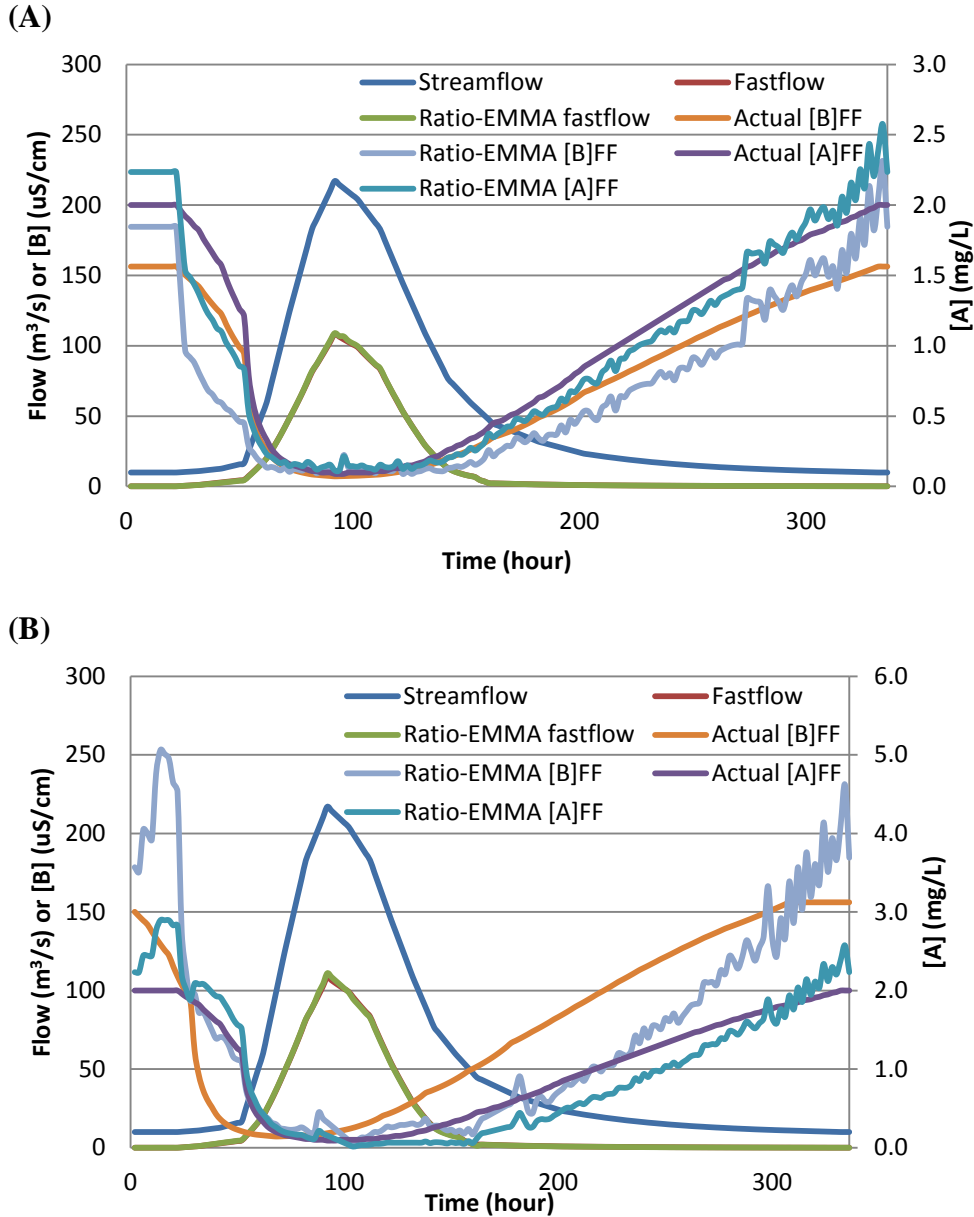 (A)
300
250
200
150
100
50
0
Flow (m³/s) or [B] (uS/cm)
Streamflow
Fastflow
Ratio-EMMA fastflow
Actual [B]FF
Ratio-EMMA [B]FF
Actual [A]FF
Ratio-EMMA [A]FF
3.0
2.5
2.0
1.5
1.0
0.5
0.0
[A] (mg/L)
0 100 200 300
Time (hour)
(B)
300
250
200
150
100
50
0
Flow (m³/s) or [B] (uS/cm)
Streamflow
Fastflow
Ratio-EMMA fastflow
Actual [B]FF
Ratio-EMMA [B]FF
Actual [A]FF
Ratio-EMMA [A]FF
6.0
5.0
4.0
3.0
2.0
1.0
0.0
[A] (mg/L)
0 100 200 300
Time (hour)